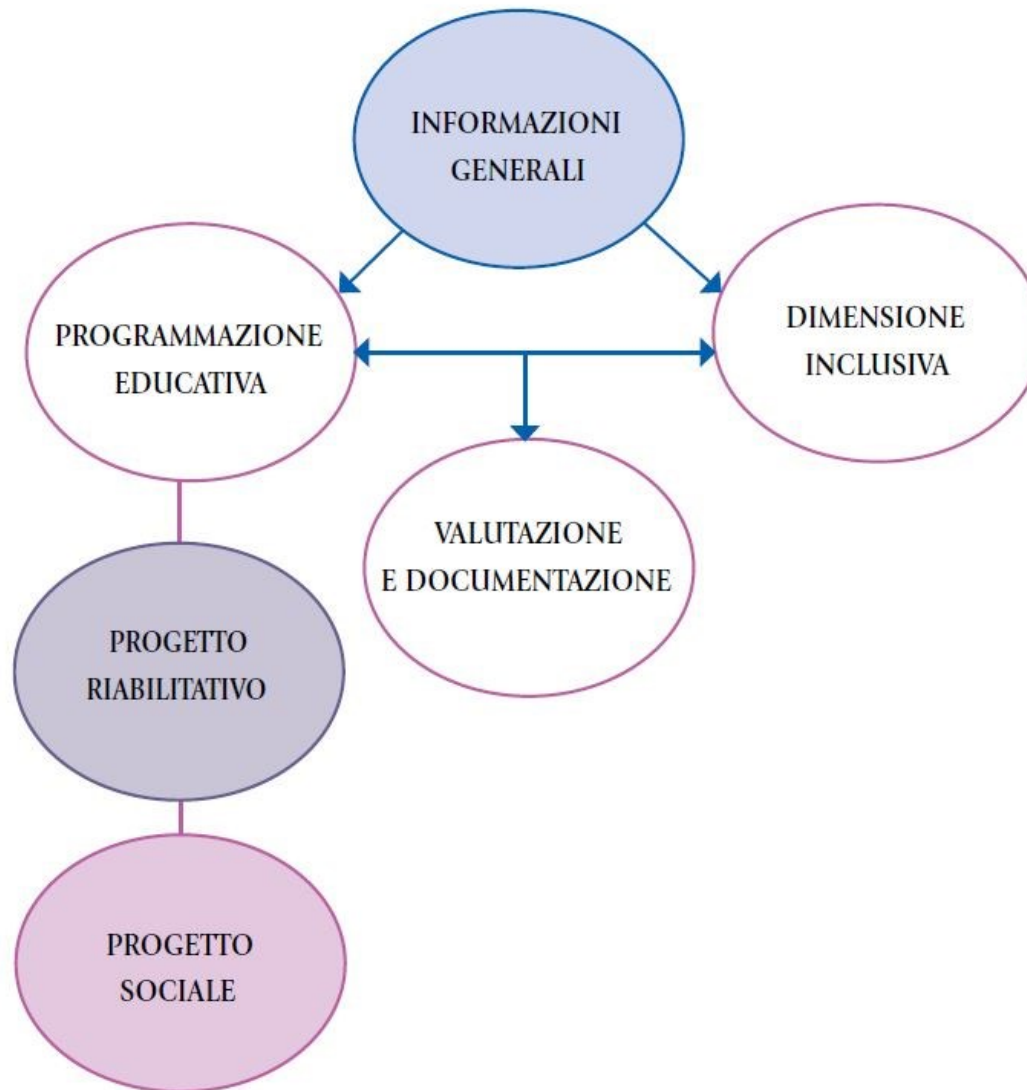 INFORMAZIONI
GENERALI
PROGRAMMAZIONE
EDUCATIVA
DIMENSIONE
INCLUSIVA
VALUTAZIONE
E DOCUMENTAZIONE
PROGETTO
RIABILITATIVO
PROGETTO
SOCIALE